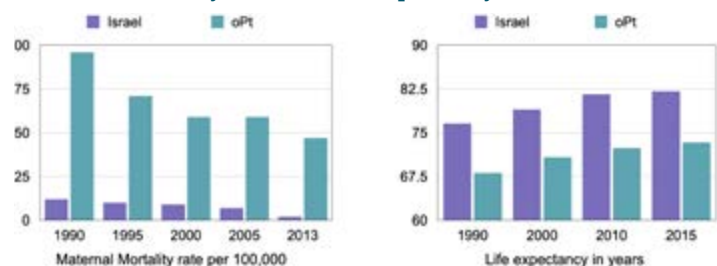 Israel oPt
00
75
50
25
0
1990 1995 2000 2005 2013
Maternal Mortality rate per 100,000
Israel oPt
90
82.5
75
67.5
60
1990 2000 2010 2015
Life expectancy in years